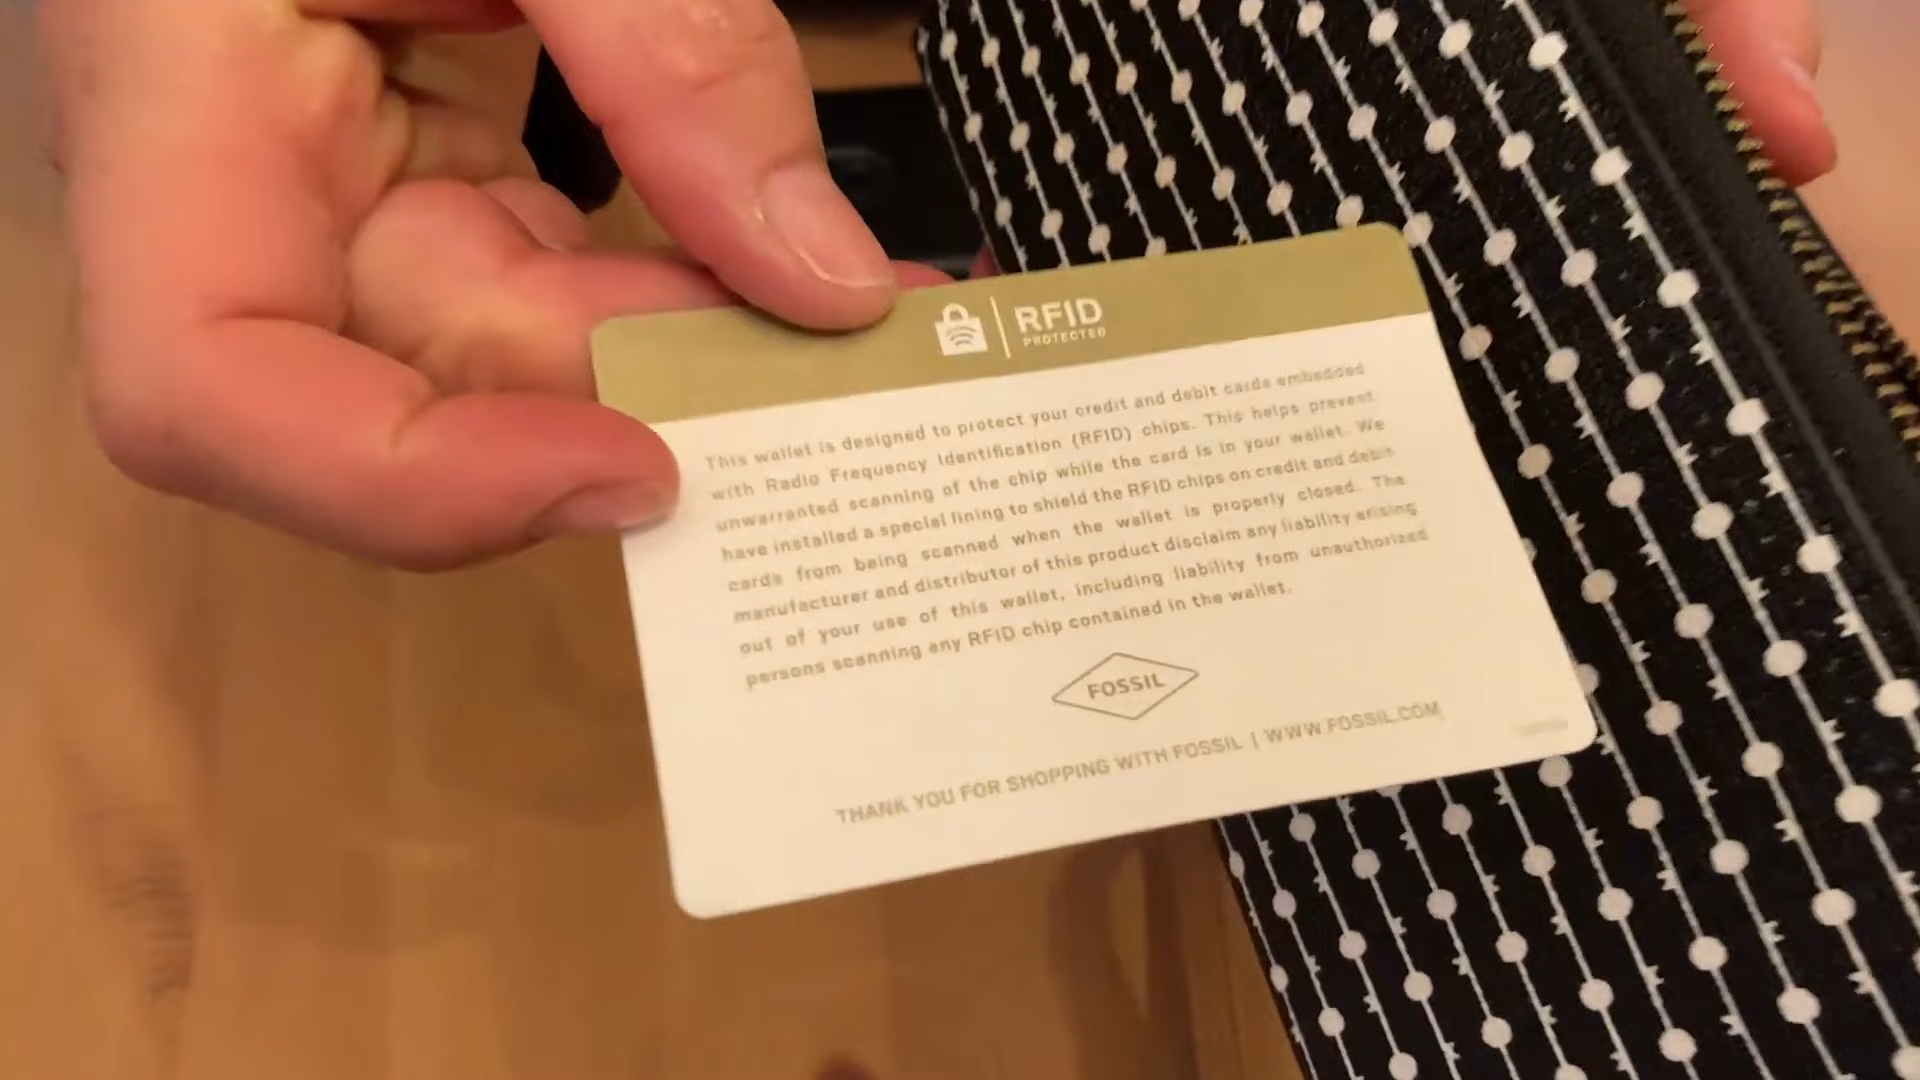 RFID
PROTECTED
This wallet is designed to protect your credit and debit cards embedded
with Radio Frequency Identification (RFID) chips. This helps prevent
unwarranted scanning of the chip while the card is in your wallet. We
have installed a special lining to shield the RFID chips on credit and debit
cards from being scanned when the wallet is properly closed. The
manufacturer and distributor of this product disclaim any liability arising
out of your use of this wallet, including liability from unauthorized
persons scanning any RFID chip contained in the wallet.
FOSSIL
THANK YOU FOR SHOPPING WITH FOSSIL | WWW.FOSSIL.COM